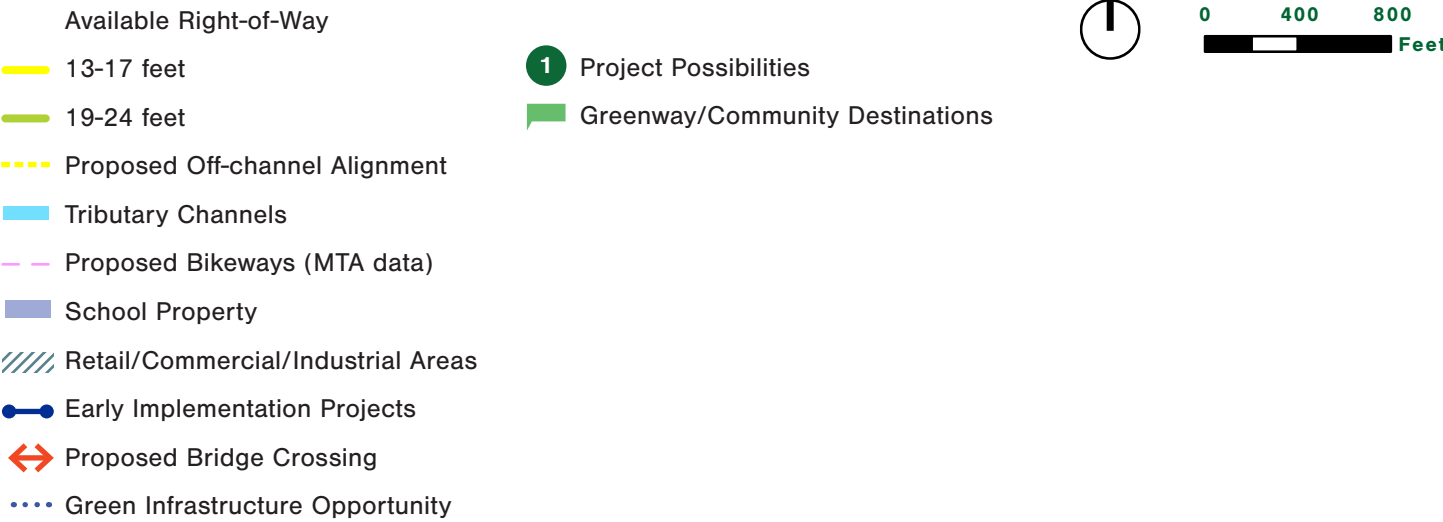 Available Right-of-Way
13-17 feet
19-24 feet
Proposed Off-channel Alignment
Tributary Channels
Proposed Bikeways (MTA data)
School Property
Retail/Commercial/Industrial Areas
Early Implementation Projects
Proposed Bridge Crossing
Green Infrastructure Opportunity
1 Project Possibilities
Greenway/Community Destinations
0 400 800
Feet